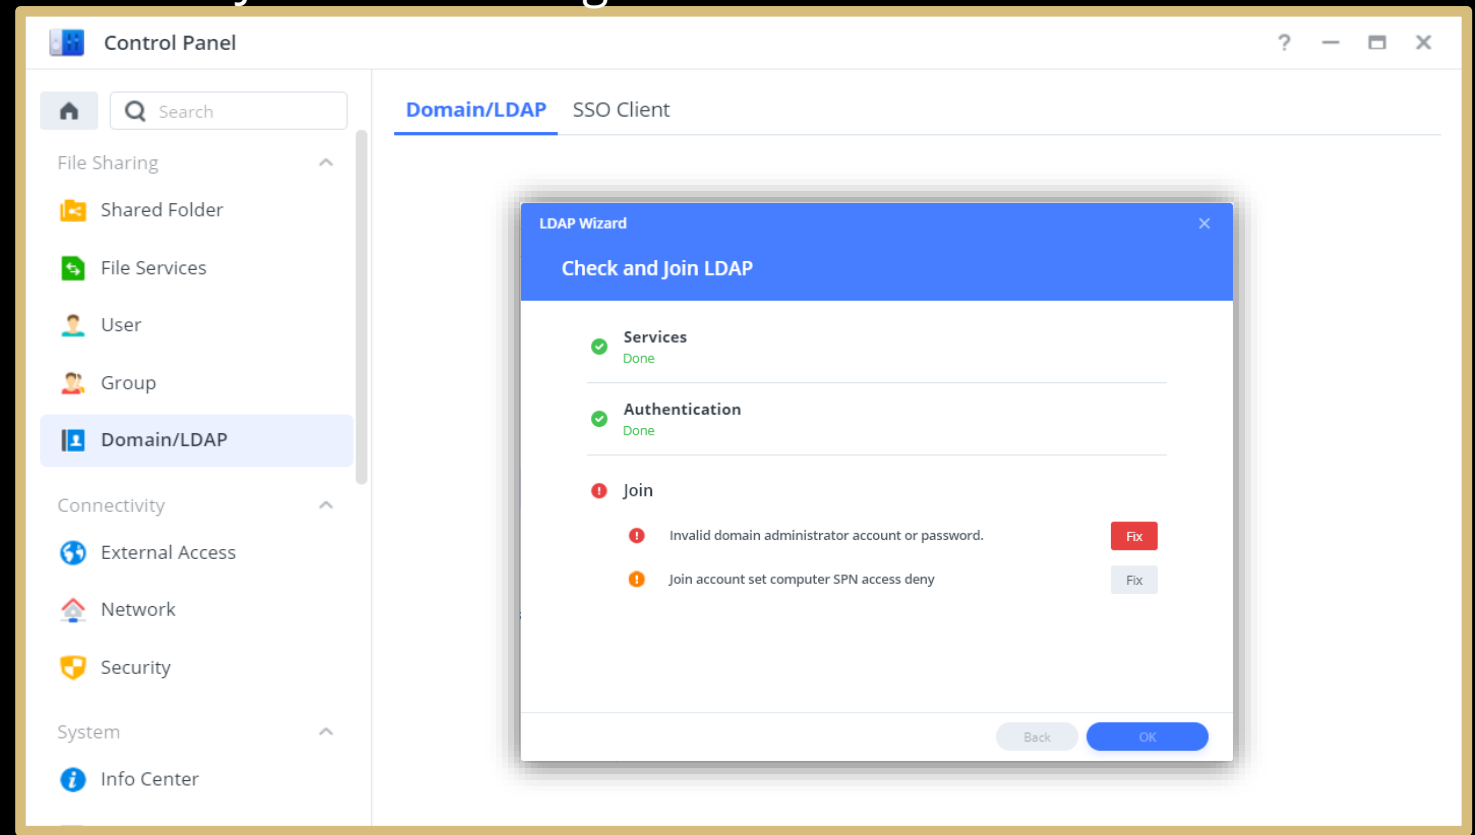 Control Panel
?
Search
File Sharing
Shared Folder
File Services
User
Group
Domain/LDAP
Connectivity
External Access
Network
Security
System
Info Center
Domain/LDAP SSO Client
LDAP Wizard
Check and Join LDAP
Services
Done
Authentication
Done
Join
Invalid domain administrator account or password. Fix
Join account set computer SPN access deny Fix
Back OK